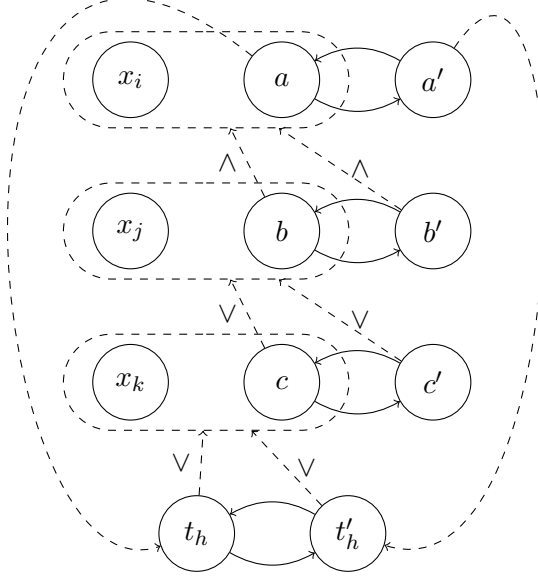 x_i a a′
∧ ∧
x_j b b′
∨ ∨
x_k c c′
∨ ∨
t_h t′_h